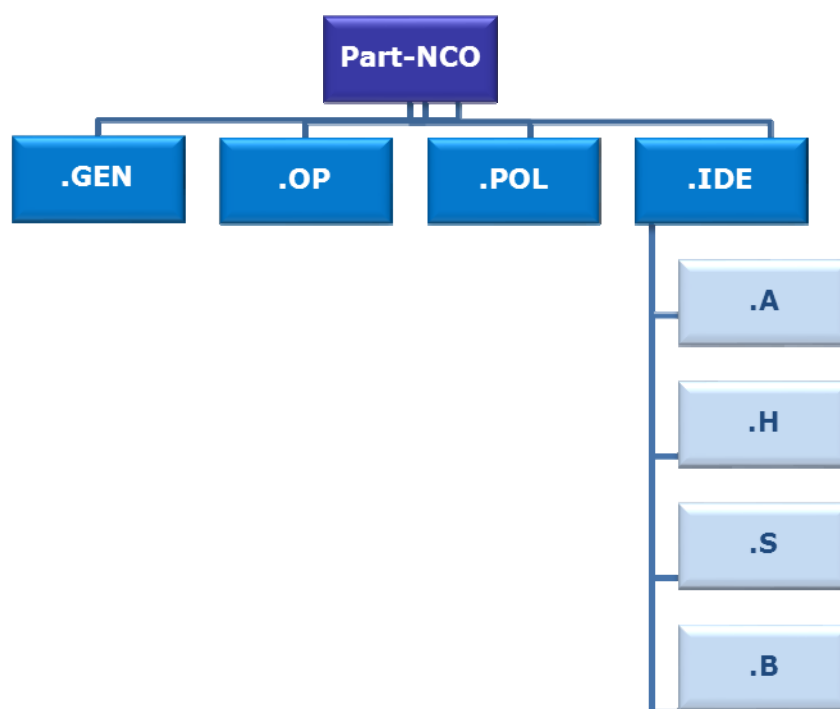 Part-NCO
.GEN
.OP
.POL
.IDE
.A
.H
.S
.B